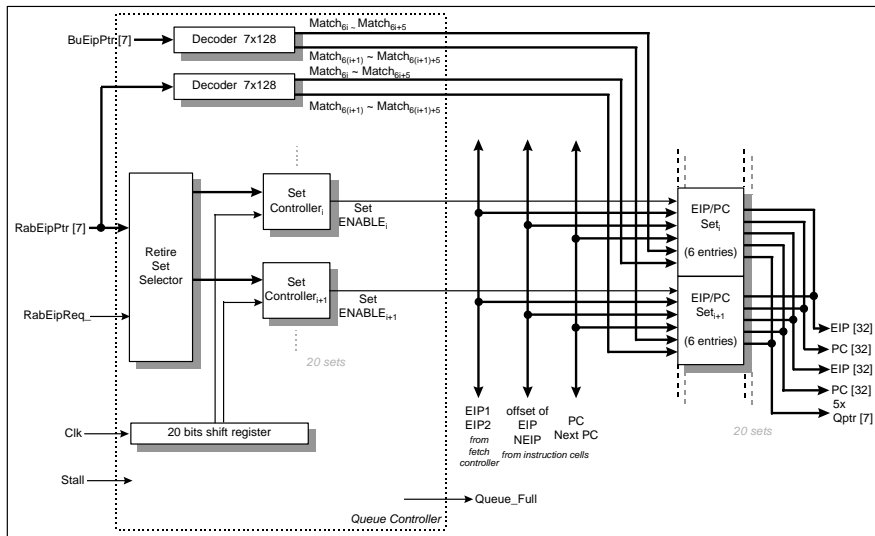 BuEipPtr [7]
Decoder 7x128
Match6i ~ Match6i+5
Match6(i+1) ~ Match6(i+1)+5
Decoder 7x128
Match6i ~ Match6i+5
Match6(i+1) ~ Match6(i+1)+5
RabEipPtr [7]
Retire
Set
Selector
Set
Controlleri
Set
ENABLEi
EIP/PC
Seti
(6 entries)
RabEipReq_
Set
Controlleri+1
Set
ENABLEi+1
EIP/PC
Seti+1
(6 entries)
EIP [32]
PC [32]
EIP [32]
PC [32]
5x
Qptr [7]
20 sets
20 sets
Clk
20 bits shift register
EIP1
EIP2
from
fetch
controller
offset of
EIP
NEIP
PC
Next PC
from instruction cells
Stall
Queue_Full
Queue Controller